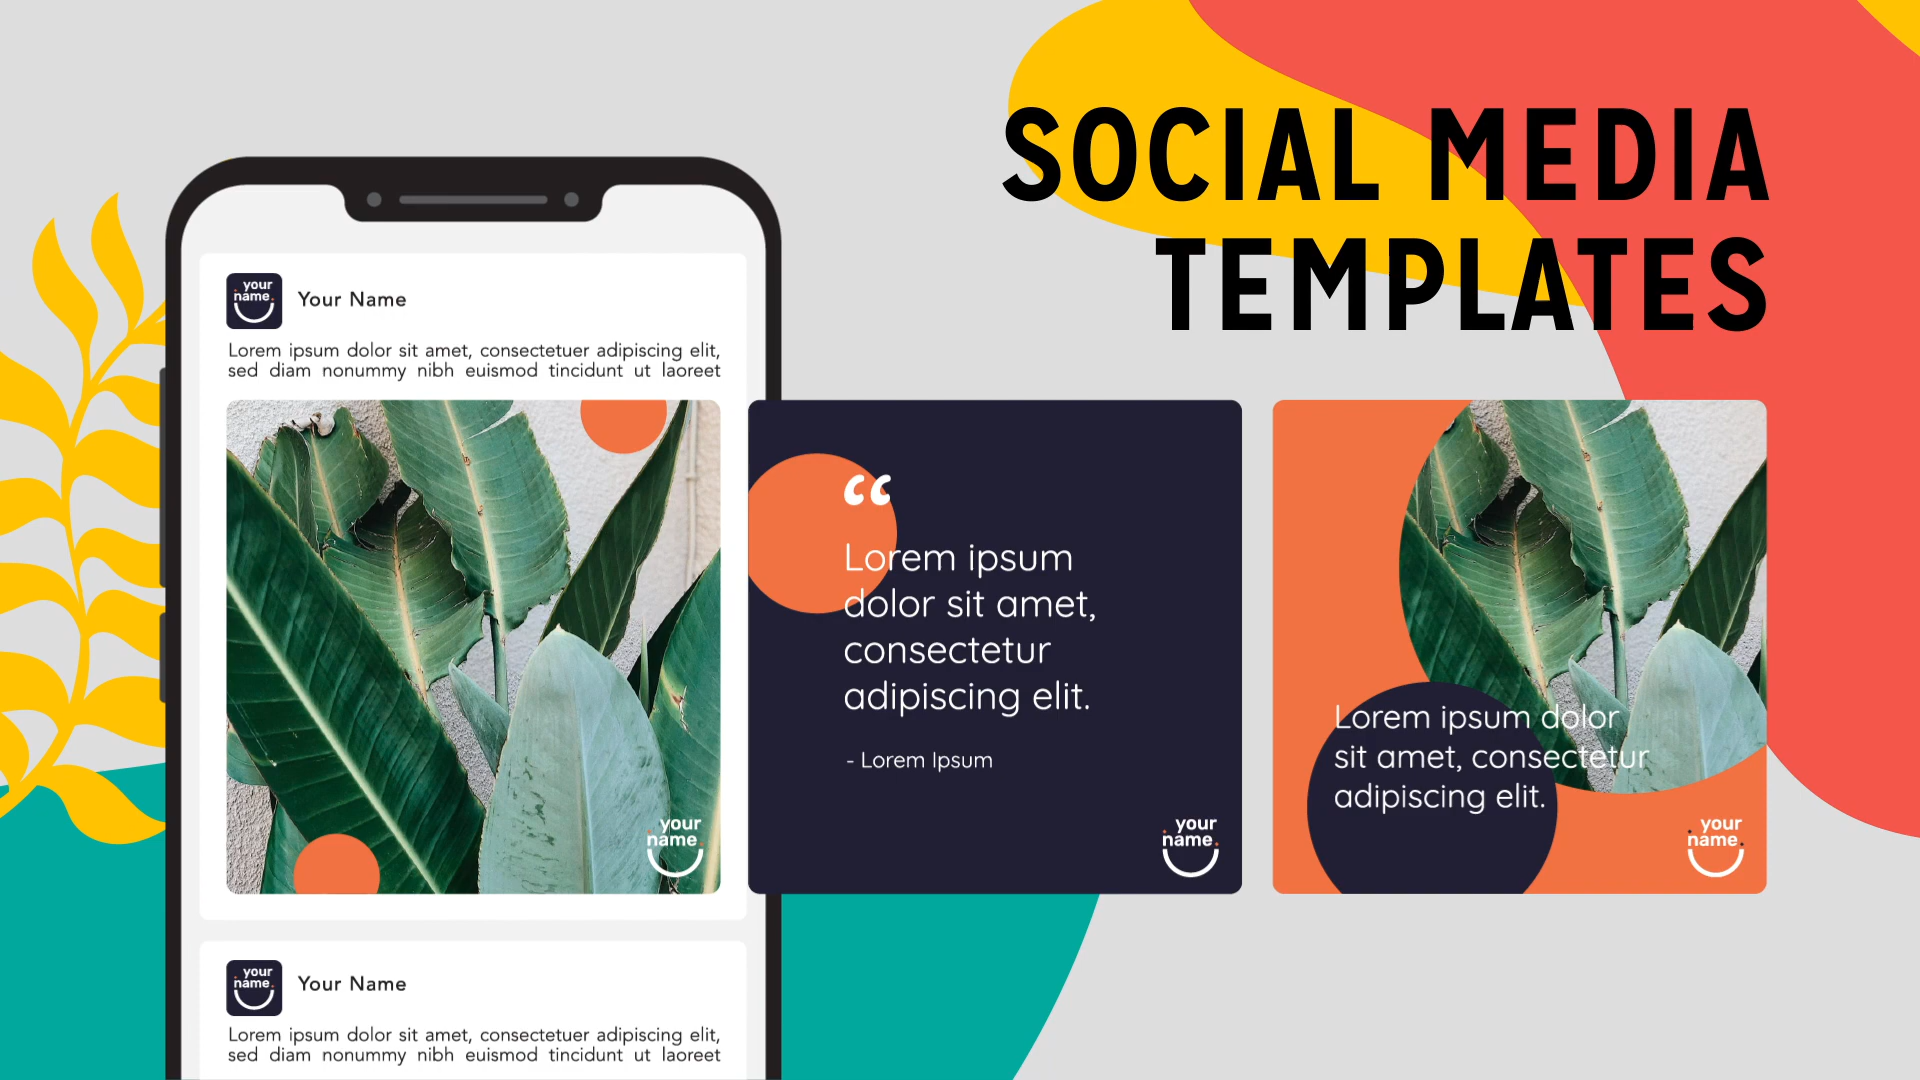 SOCIAL MEDIA
TEMPLATES
your
name.
Your Name
Lorem ipsum dolor sit amet, consectetuer adipiscing elit,
sed diam nonummy nibh euismod tincidunt ut laoreet
your
name.
“
Lorem ipsum
dolor sit amet,
consectetur
adipiscing elit.
- Lorem Ipsum
your
name.
Lorem ipsum dolor
sit amet, consectetur
adipiscing elit.
your
name.
your
name.
Your Name
Lorem ipsum dolor sit amet, consectetuer adipiscing elit,
sed diam nonummy nibh euismod tincidunt ut laoreet